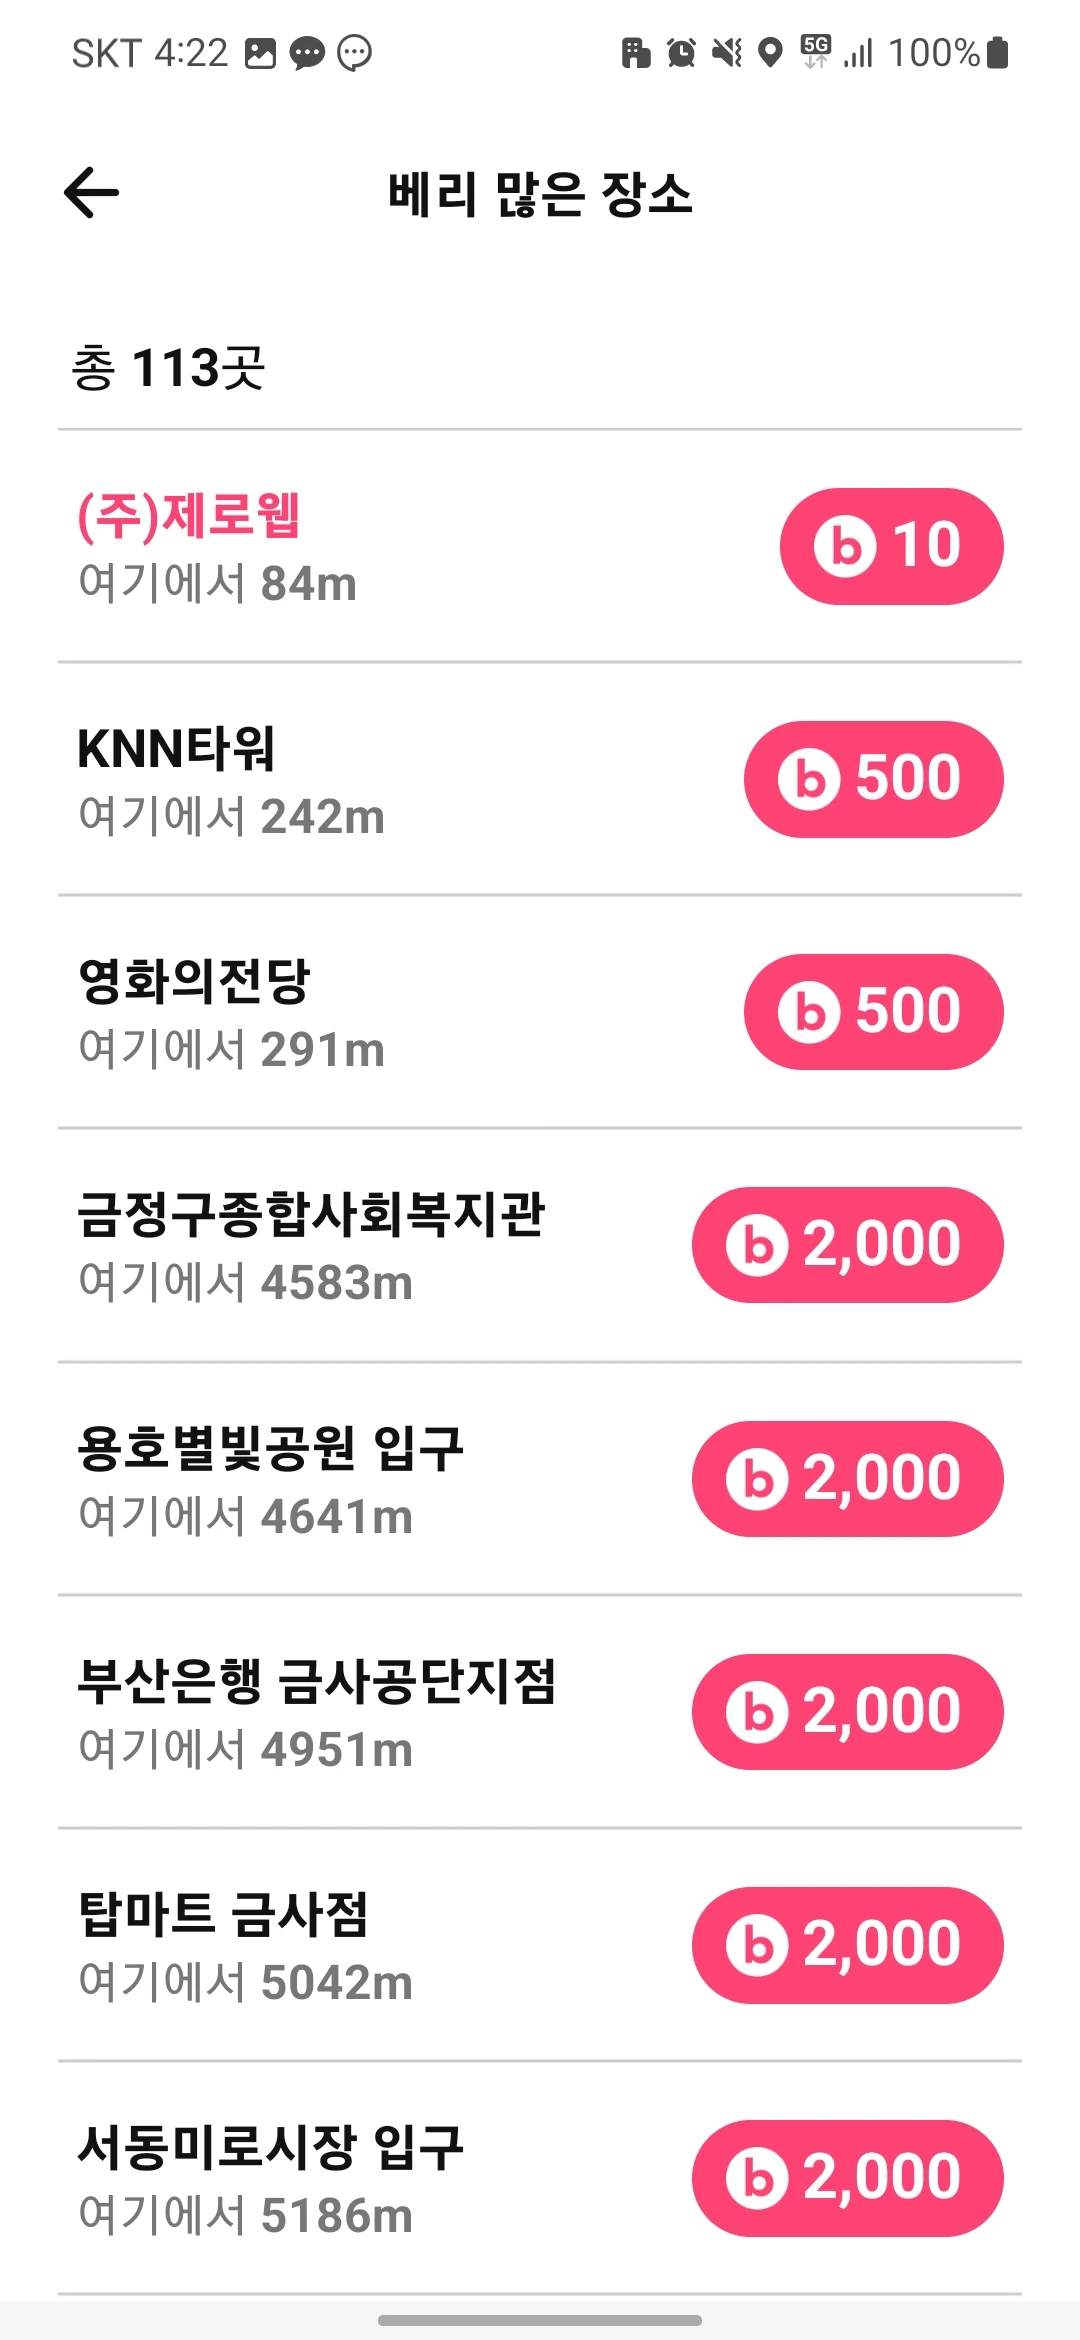 SKT 4:22 5G 100%
베리 많은 장소
총 113곳
(주)제로웹
여기에서 84m
b 10
KNN타워
여기에서 242m
b 500
영화의전당
여기에서 291m
b 500
금정구종합사회복지관
여기에서 4583m
b 2,000
용호별빛공원 입구
여기에서 4641m
b 2,000
부산은행 금사공단지점
여기에서 4951m
b 2,000
탑마트 금사점
여기에서 5042m
b 2,000
서동미로시장 입구
여기에서 5186m
b 2,000